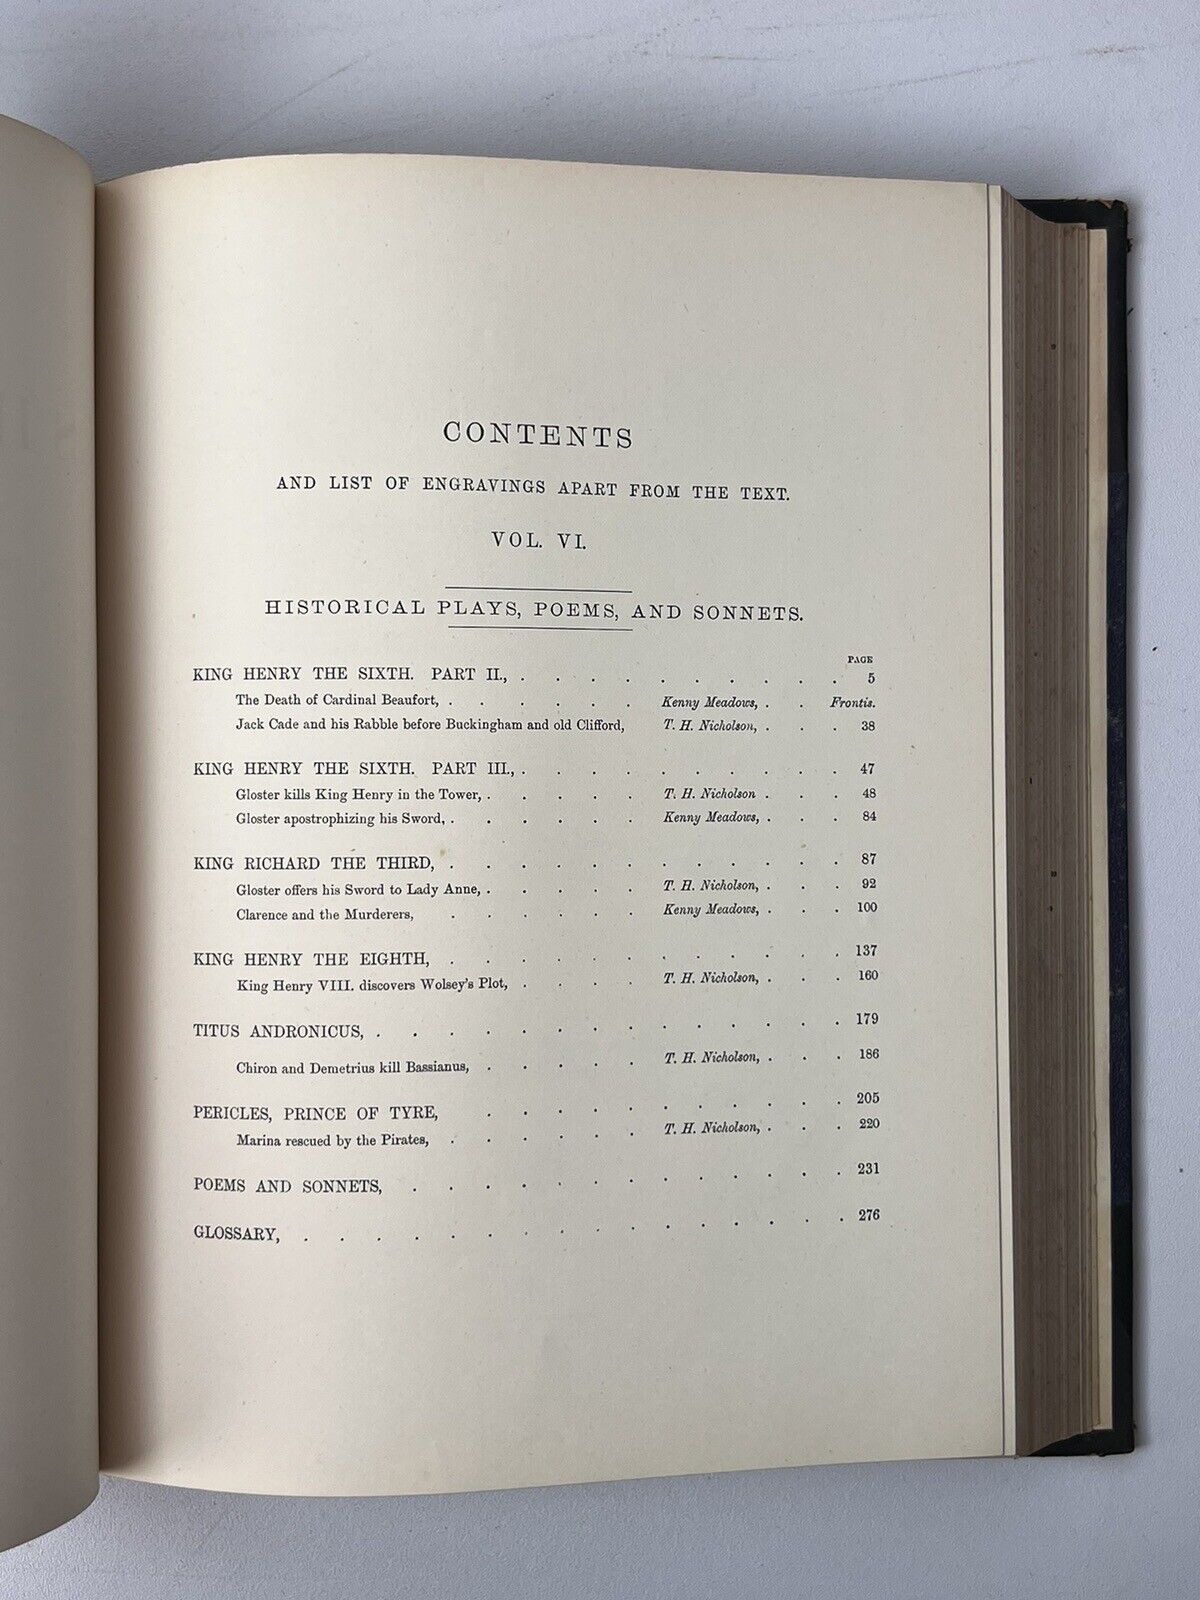 CONTENTS
AND LIST OF ENGRAVINGS APART FROM THE TEXT.
VOL. VI.
HISTORICAL PLAYS, POEMS, AND SONNETS.
PAGE
KING HENRY THE SIXTH. PART II., . . . . . . . . . . 5
The Death of Cardinal Beaufort, . . . . . . Kenny Meadows, . . Frontis.
Jack Cade and his Rabble before Buckingham and old Clifford, T. H. Nicholson, . . . 38
KING HENRY THE SIXTH. PART III., . . . . . . . . . . 47
Gloster kills King Henry in the Tower, . . . . . T. H. Nicholson . . . 48
Gloster apostrophizing his Sword, . . . . . . Kenny Meadows, . . . 84
KING RICHARD THE THIRD, . . . . . . . . . . . . 87
Gloster offers his Sword to Lady Anne, . . . . . T. H. Nicholson, . . . 92
Clarence and the Murderers, . . . . . . Kenny Meadows, . . . 100
KING HENRY THE EIGHTH, . . . . . . . . . . . . 137
King Henry VIII. discovers Wolsey's Plot, . . . . T. H. Nicholson, . . . 160
TITUS ANDRONICUS, . . . . . . . . . . . . . . 179
Chiron and Demetrius kill Bassianus, . . . . . T. H. Nicholson, . . . 186
PERICLES, PRINCE OF TYRE, . . . . . . . . . . . 205
Marina rescued by the Pirates, . . . . . . T. H. Nicholson, . . . 220
POEMS AND SONNETS, . . . . . . . . . . . . . 231
GLOSSARY, . . . . . . . . . . . . . . . . 276